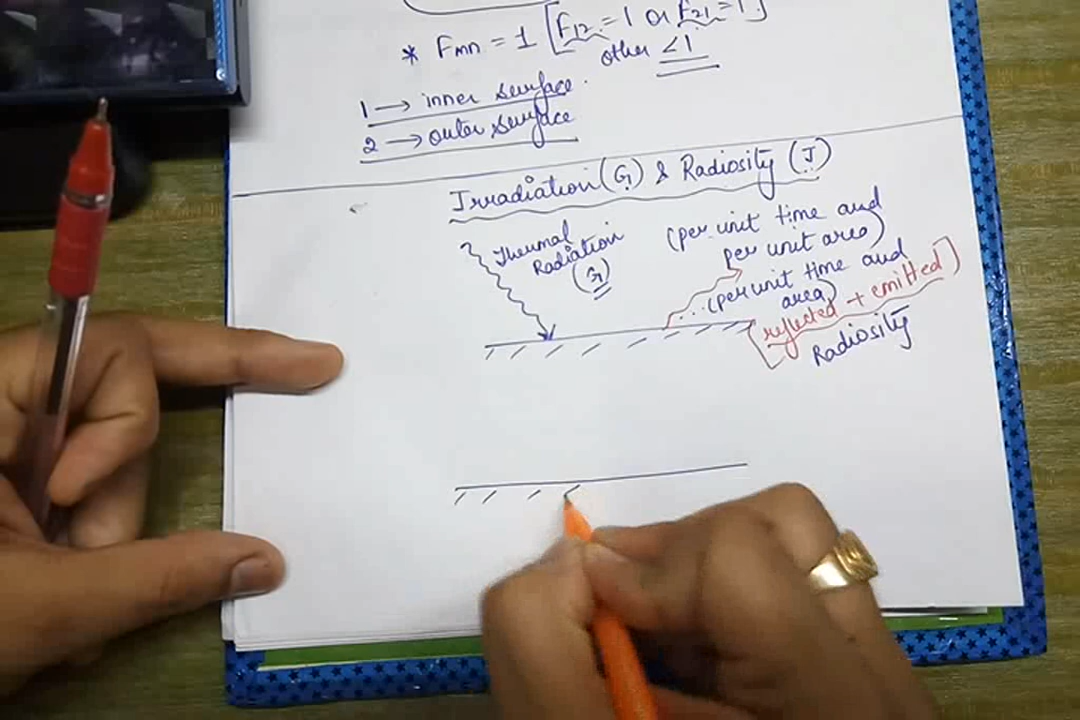 * Fmn = 1 [F12 = 1 or F21 = 1]
other <1
1 → inner surface.
2 → outer surface
Irradiation (G) & Radiosity (J)
Thermal
Radiation
(G)
(per unit time and
per unit area)
(per unit time and
area)
reflected + emitted
Radiosity